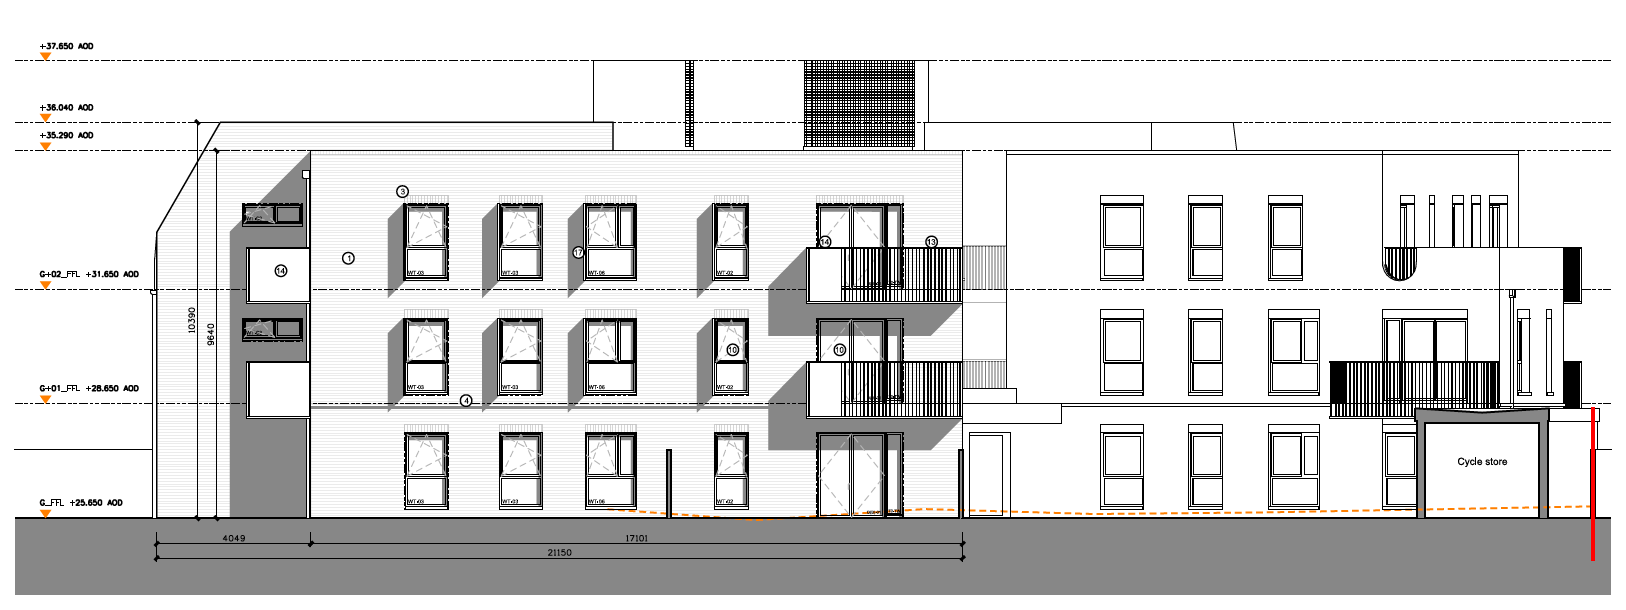 +37.650 AOD
+36.040 AOD
+35.290 AOD
3
1
17
14
13
14
WT-03
WT-03
WT-06
WT-02
G+02_FFL +31.650 AOD
10390
9640
10
10
WT-03
WT-03
WT-06
WT-02
G+01_FFL +28.650 AOD
4
Cycle store
WT-03
WT-03
WT-06
WT-02
G_FFL +25.650 AOD
4049
17101
21150